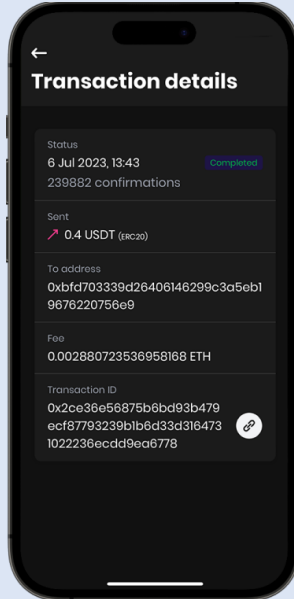 Transaction details
Status
6 Jul 2023, 13:43
Completed
239882 confirmations
Sent
0.4 USDT (ERC20)
To address
0xbfd703339d26406146299c3a5eb1
9676220756e9
Fee
0.002880723536958168 ETH
Transaction ID
0x2ce36e56875b6bd93b479
ecf87793239b1b6d33d316473
1022236ecdd9ea6778